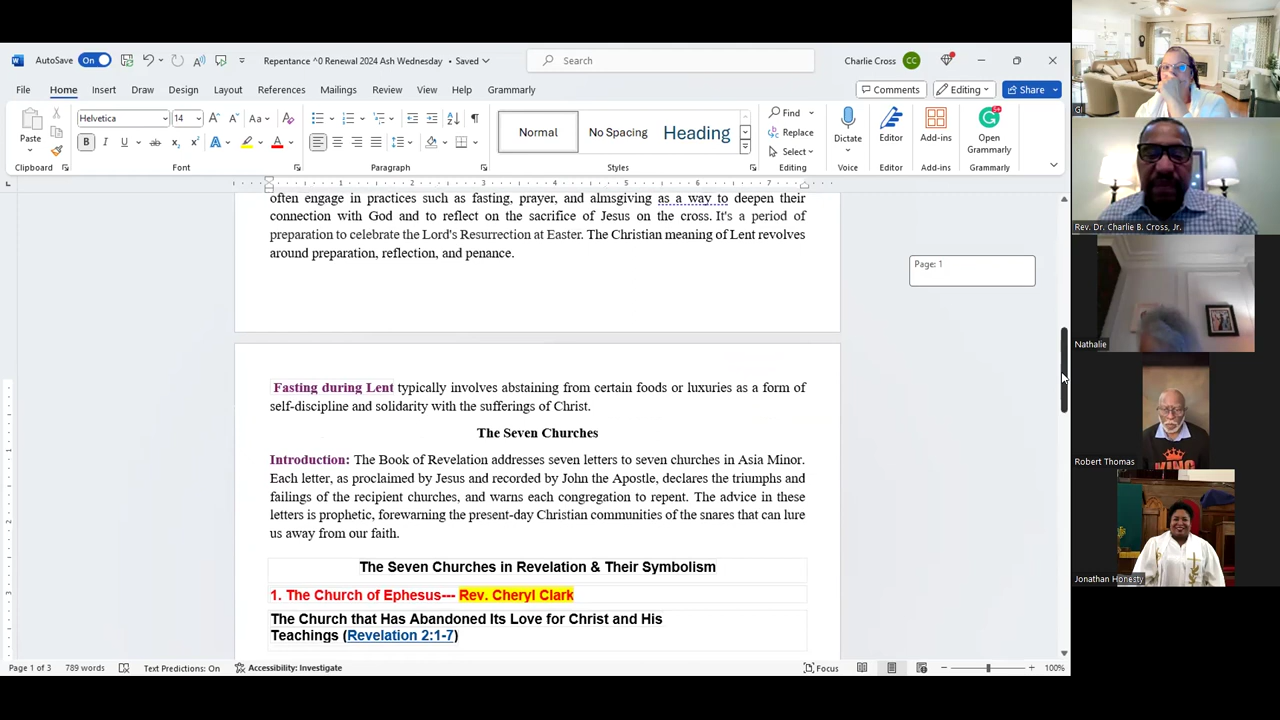 AutoSave On Repentance ^0 Renewal 2024 Ash Wednesday • Saved Search Charlie Cross CC
File Home Insert Draw Design Layout References Mailings Review View Help Grammarly Comments Editing Share
Paste Helvetica 14 Aa Normal No Spacing Heading Find Replace Select Dictate Editor Add-ins Open Grammarly
Clipboard Font Paragraph Styles Editing Voice Editor Add-ins Grammarly
often engage in practices such as fasting, prayer, and almsgiving as a way to deepen their
connection with God and to reflect on the sacrifice of Jesus on the cross. It's a period of
preparation to celebrate the Lord's Resurrection at Easter. The Christian meaning of Lent revolves
around preparation, reflection, and penance.
Page: 1
Fasting during Lent typically involves abstaining from certain foods or luxuries as a form of
self-discipline and solidarity with the sufferings of Christ.
The Seven Churches
Introduction: The Book of Revelation addresses seven letters to seven churches in Asia Minor.
Each letter, as proclaimed by Jesus and recorded by John the Apostle, declares the triumphs and
failings of the recipient churches, and warns each congregation to repent. The advice in these
letters is prophetic, forewarning the present-day Christian communities of the snares that can lure
us away from our faith.
The Seven Churches in Revelation & Their Symbolism
1. The Church of Ephesus--- Rev. Cheryl Clark
The Church that Has Abandoned Its Love for Christ and His
Teachings (Revelation 2:1-7)
Page 1 of 3 789 words Text Predictions: On Accessibility: Investigate Focus 100%
GI
Rev. Dr. Charlie B. Cross, Jr.
Nathalie
Robert Thomas
KING
Jonathan Honesty